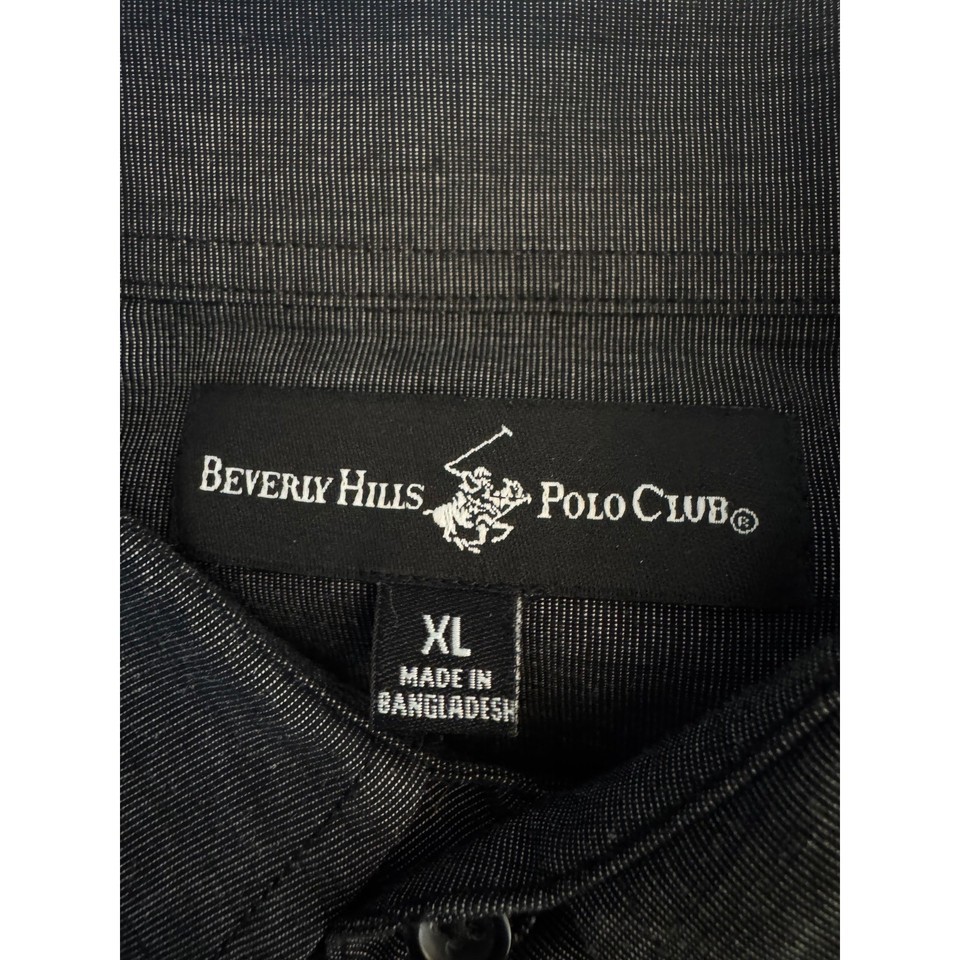 BEVERLY HILLS POLO CLUB®
XL
MADE IN
BANGLADESH